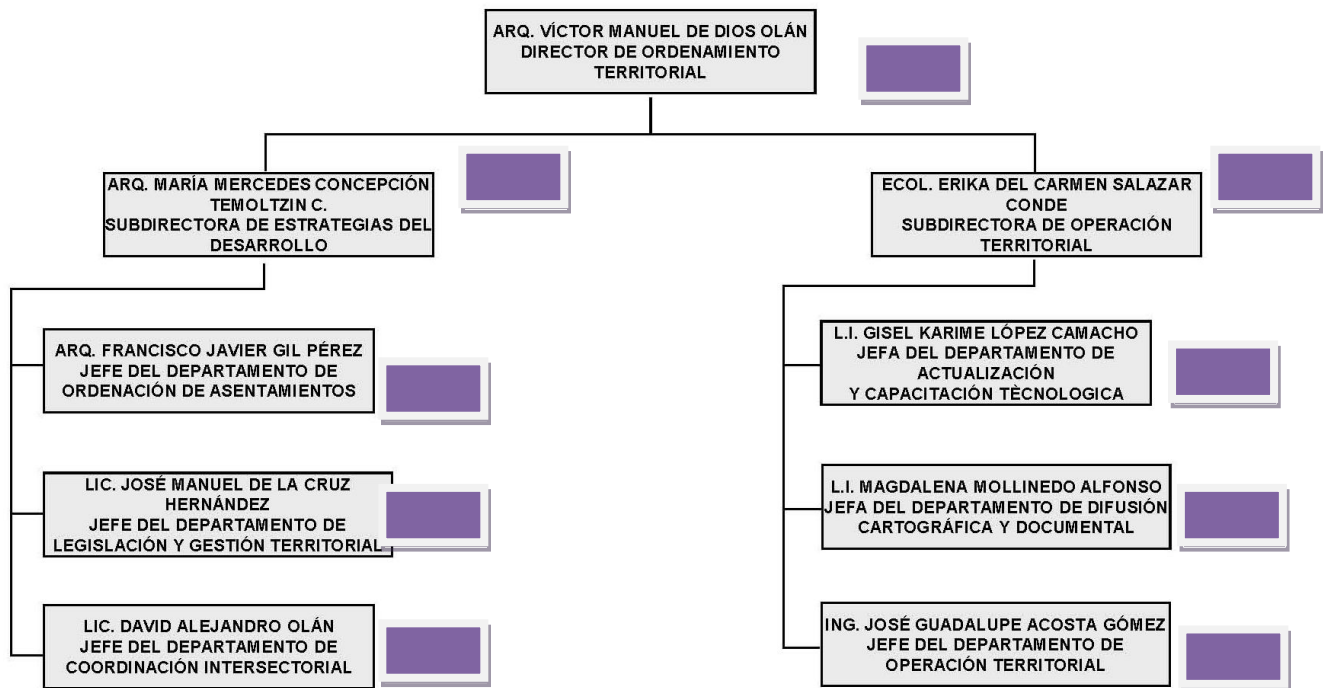 ARQ. VÍCTOR MANUEL DE DIOS OLÁN
DIRECTOR DE ORDENAMIENTO
TERRITORIAL
ARQ. MARÍA MERCEDES CONCEPCIÓN
TEMOLTZIN C.
SUBDIRECTORA DE ESTRATEGIAS DEL
DESARROLLO
ARQ. FRANCISCO JAVIER GIL PÉREZ
JEFE DEL DEPARTAMENTO DE
ORDENACIÓN DE ASENTAMIENTOS
LIC. JOSÉ MANUEL DE LA CRUZ
HERNÁNDEZ
JEFE DEL DEPARTAMENTO DE
LEGISLACIÓN Y GESTIÓN TERRITORIAL
LIC. DAVID ALEJANDRO OLÁN
JEFE DEL DEPARTAMENTO DE
COORDINACIÓN INTERSECTORIAL
ECOL. ERIKA DEL CARMEN SALAZAR
CONDE
SUBDIRECTORA DE OPERACIÓN
TERRITORIAL
L.I. GISEL KARIME LÓPEZ CAMACHO
JEFA DEL DEPARTAMENTO DE
ACTUALIZACIÓN
Y CAPACITACIÓN TÈCNOLOGICA
L.I. MAGDALENA MOLLINEDO ALFONSO
JEFA DEL DEPARTAMENTO DE DIFUSIÓN
CARTOGRÁFICA Y DOCUMENTAL
ING. JOSÉ GUADALUPE ACOSTA GÓMEZ
JEFE DEL DEPARTAMENTO DE
OPERACIÓN TERRITORIAL